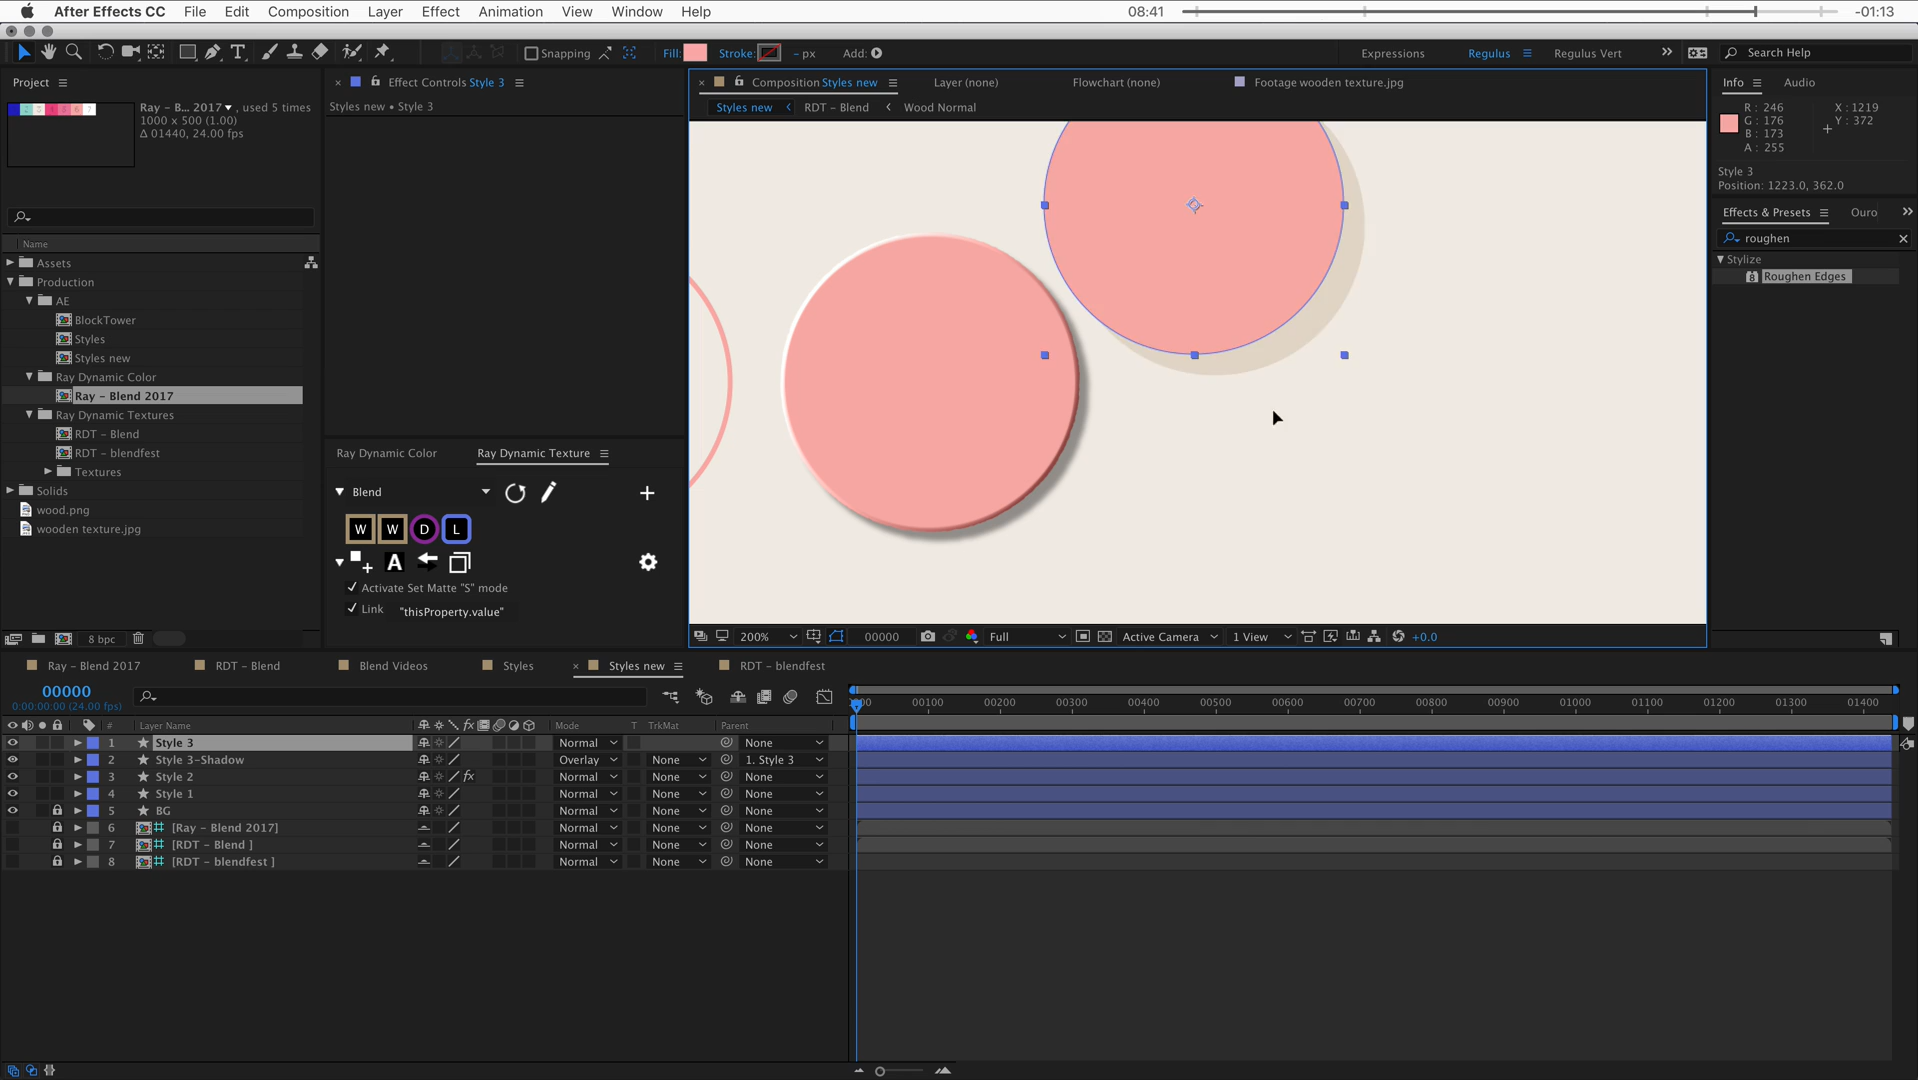 After Effects CC File Edit Composition Layer Effect Animation View Window Help 08:41 -01:13
Snapping Fill: Stroke: - px Add: Expressions Regulus Regulus Vert Search Help
Project
Ray - B... 2017, used 5 times
1000 x 500 (1.00)
Δ 01440, 24.00 fps
Name
Assets
Production
AE
BlockTower
Styles
Styles new
Ray Dynamic Color
Ray - Blend 2017
Ray Dynamic Textures
RDT - Blend
RDT - blendfest
Textures
Solids
wood.png
wooden texture.jpg
8 bpc
Effect Controls Style 3
Styles new • Style 3
Ray Dynamic Color Ray Dynamic Texture
Blend
W W D L
A
Activate Set Matte "S" mode
Link "thisProperty.value"
Composition Styles new Layer (none) Flowchart (none) Footage wooden texture.jpg
Styles new RDT - Blend Wood Normal
200% 00000 Full Active Camera 1 View +0.0
Info Audio
R: 246 X: 1219
G: 176 Y: 372
B: 173
A: 255
Style 3
Position: 1223.0, 362.0
Effects & Presets Ouro
roughen
Stylize
Roughen Edges
Ray - Blend 2017 RDT - Blend Blend Videos Styles Styles new RDT - blendfest
00000
0:00:00:00 (24.00 fps)
00100 00200 00300 00400 00500 00600 00700 00800 00900 01000 01100 01200 01300 01400
# Layer Name Mode T TrkMat Parent
1 Style 3 Normal None
2 Style 3-Shadow Overlay None 1. Style 3
3 Style 2 fx Normal None None
4 Style 1 Normal None None
5 BG Normal None None
6 [Ray - Blend 2017] Normal None None
7 [RDT - Blend ] Normal None None
8 [RDT - blendfest ] Normal None None